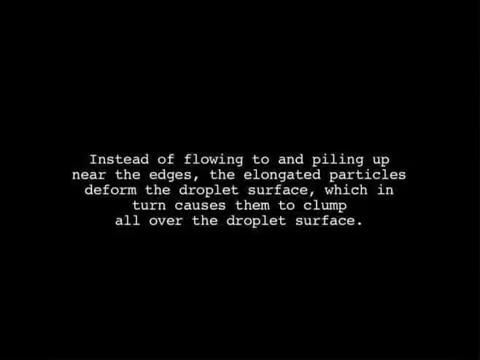 Instead of flowing to and piling up
near the edges, the elongated particles
deform the droplet surface, which in
turn causes them to clump
all over the droplet surface.